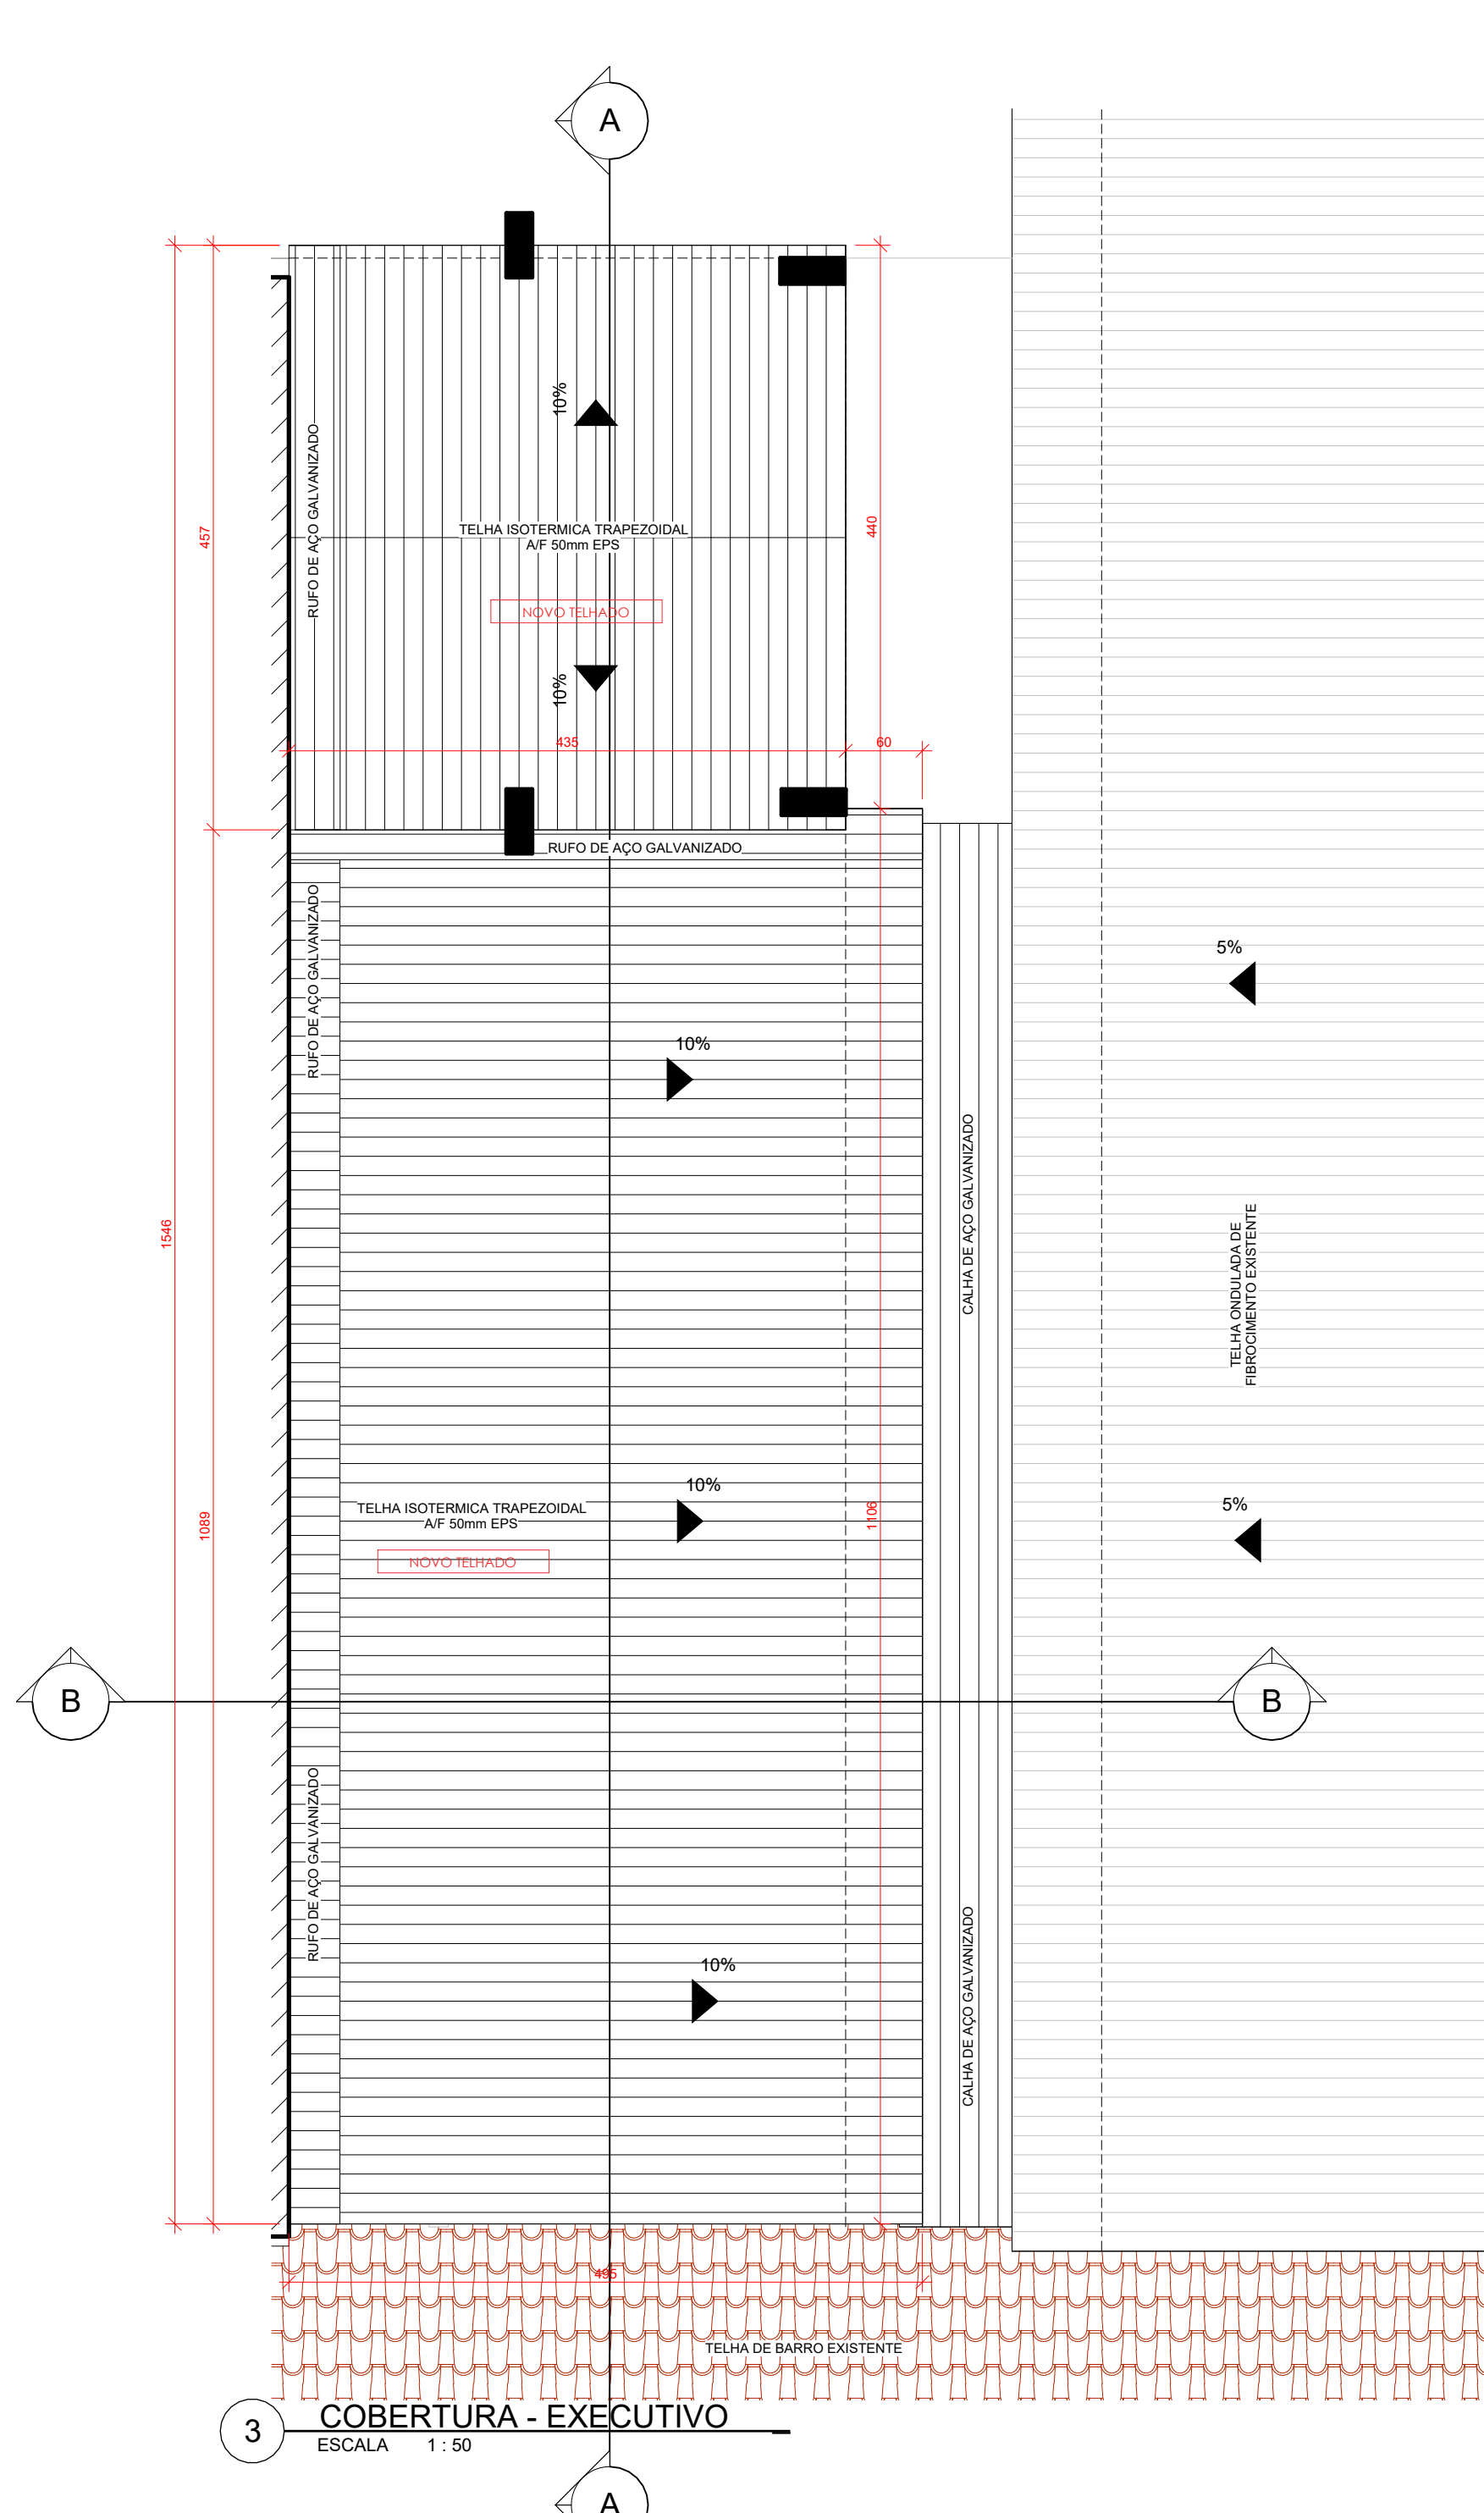 A
10%
RUFO DE AÇO GALVANIZADO
457
440
TELHA ISOTERMICA TRAPEZOIDAL
A/F 50mm EPS
NOVO TELHADO
10%
435
60
RUFO DE AÇO GALVANIZADO
RUFO DE AÇO GALVANIZADO
5%
10%
CALHA DE AÇO GALVANIZADO
1546
TELHA ONDULADA DE
FIBROCIMENTO EXISTENTE
10%
5%
TELHA ISOTERMICA TRAPEZOIDAL
A/F 50mm EPS
1089
1106
NOVO TELHADO
B
B
RUFO DE AÇO GALVANIZADO
10%
CALHA DE AÇO GALVANIZADO
495
TELHA DE BARRO EXISTENTE
3
COBERTURA - EXECUTIVO
ESCALA 1 : 50
A